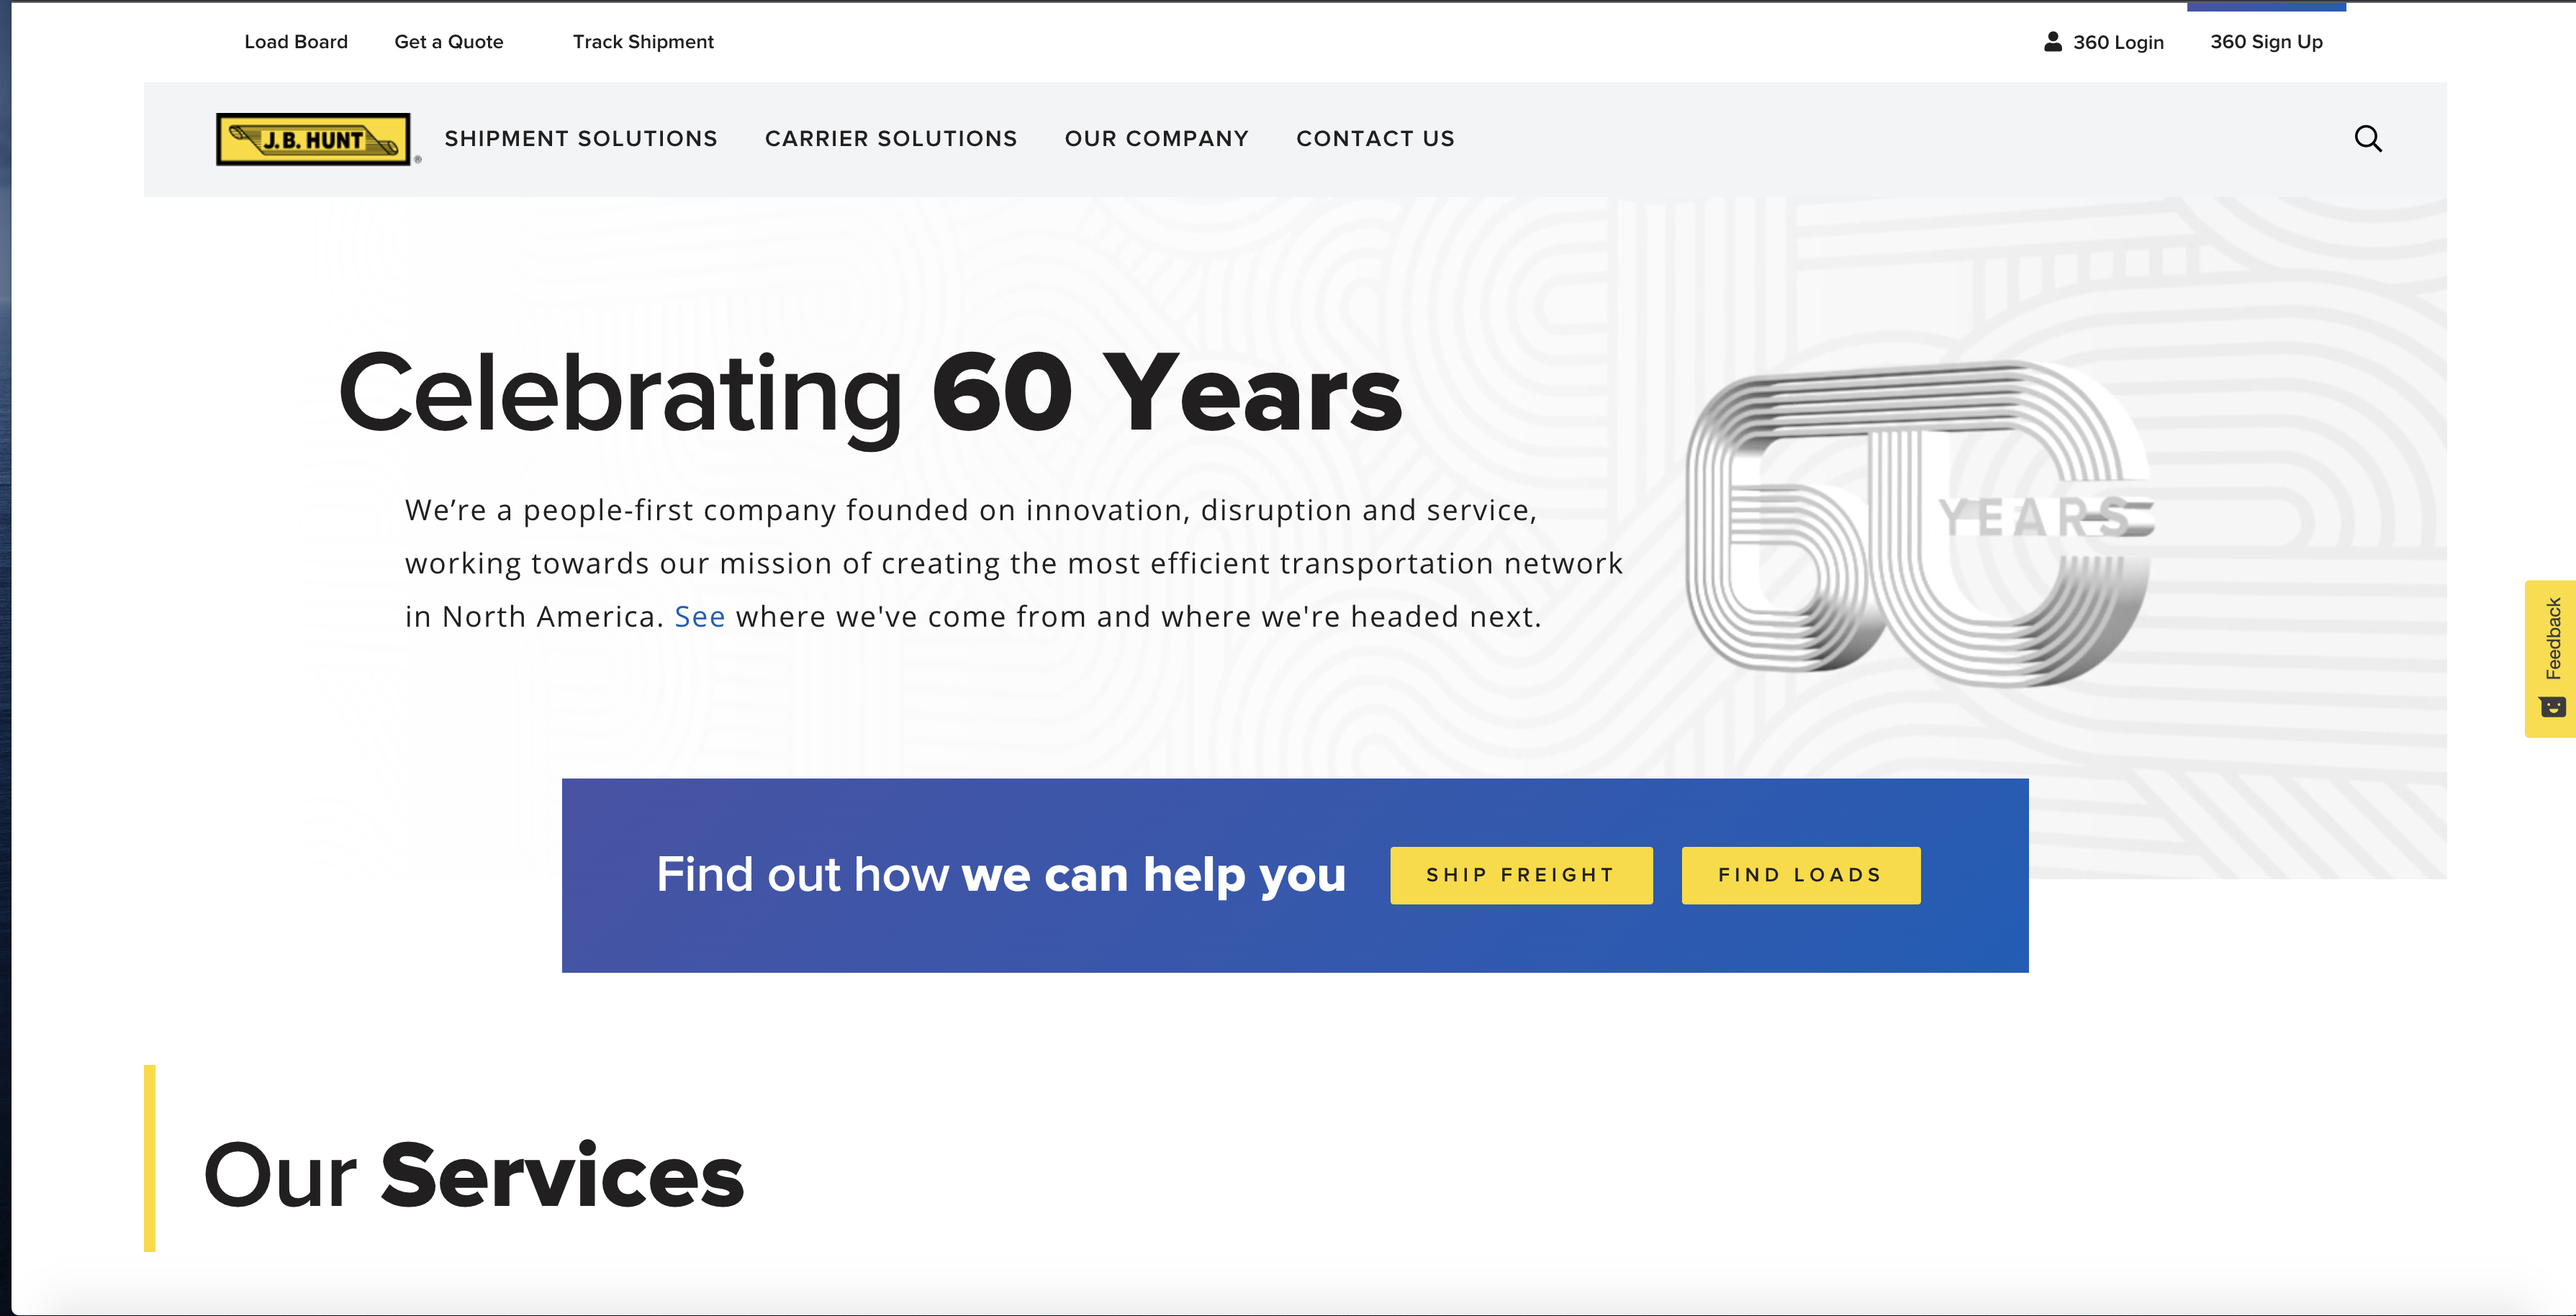 Load Board Get a Quote Track Shipment 360 Login 360 Sign Up
J.B. HUNT ® SHIPMENT SOLUTIONS CARRIER SOLUTIONS OUR COMPANY CONTACT US
Celebrating 60 Years
We’re a people-first company founded on innovation, disruption and service,
working towards our mission of creating the most efficient transportation network
in North America. See where we've come from and where we're headed next.
60
YEARS
Feedback
Find out how we can help you SHIP FREIGHT FIND LOADS
Our Services